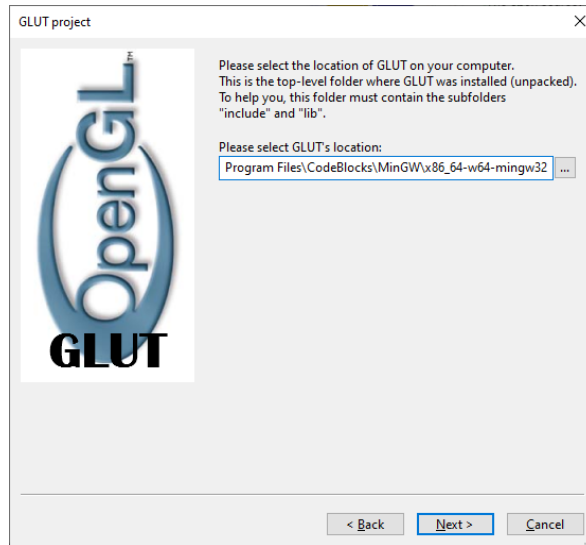 GLUT project
Please select the location of GLUT on your computer.
This is the top-level folder where GLUT was installed (unpacked).
To help you, this folder must contain the subfolders
"include" and "lib".
Please select GLUT's location:
Program Files\CodeBlocks\MinGW\x86_64-w64-mingw32
...
OpenGL™
GLUT
< Back
Next >
Cancel